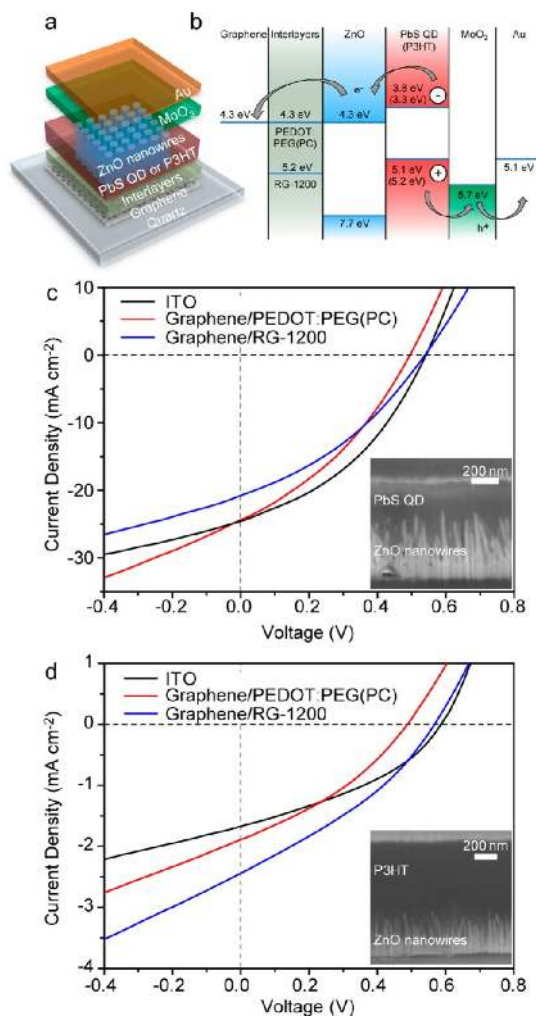 a
Au
MoO₃
ZnO nanowires
PbS QD or P3HT
Interlayers
Graphene
Quartz
b
Graphene Interlayers ZnO PbS QD (P3HT) MoO₃ Au
e-
3.8 eV
(3.3 eV)
-
4.3 eV 4.3 eV 4.3 eV
PEDOT:
PEG(PC)
5.2 eV
RG-1200
5.1 eV
(5.2 eV)
+
5.1 eV
5.7 eV
h+
7.7 eV
c
ITO
Graphene/PEDOT:PEG(PC)
Graphene/RG-1200
Current Density (mA cm⁻²)
10
0
-10
-20
-30
200 nm
PbS QD
ZnO nanowires
-0.4 -0.2 0.0 0.2 0.4 0.6 0.8
Voltage (V)
d
ITO
Graphene/PEDOT:PEG(PC)
Graphene/RG-1200
Current Density (mA cm⁻²)
1
0
-1
-2
-3
-4
200 nm
P3HT
ZnO nanowires
-0.4 -0.2 0.0 0.2 0.4 0.6 0.8
Voltage (V)